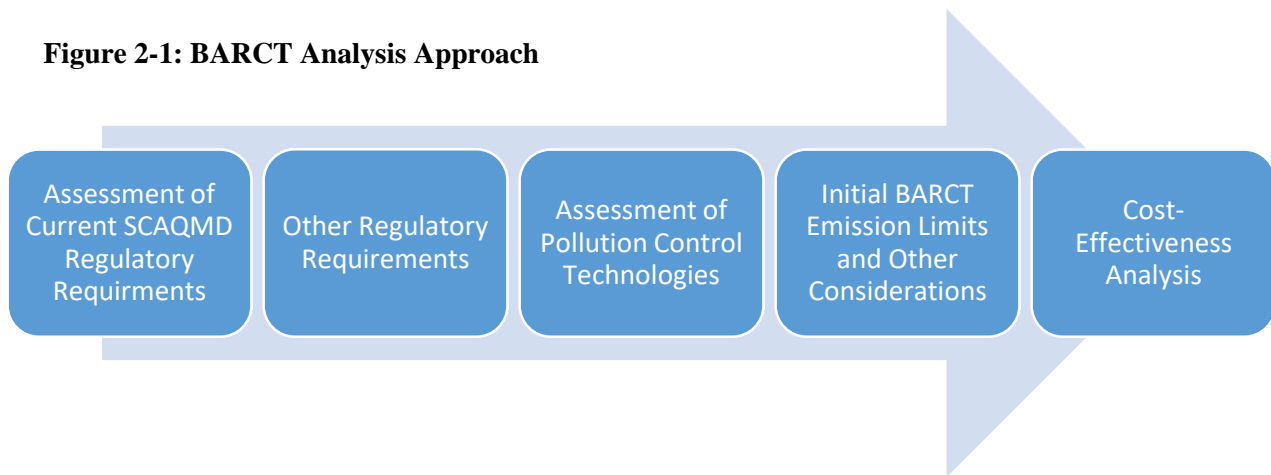 Figure 2-1: BARCT Analysis Approach
Assessment of
Current SCAQMD
Regulatory
Requirments
Other Regulatory
Requirements
Assessment of
Pollution Control
Technologies
Initial BARCT
Emission Limits
and Other
Considerations
Cost-
Effectiveness
Analysis